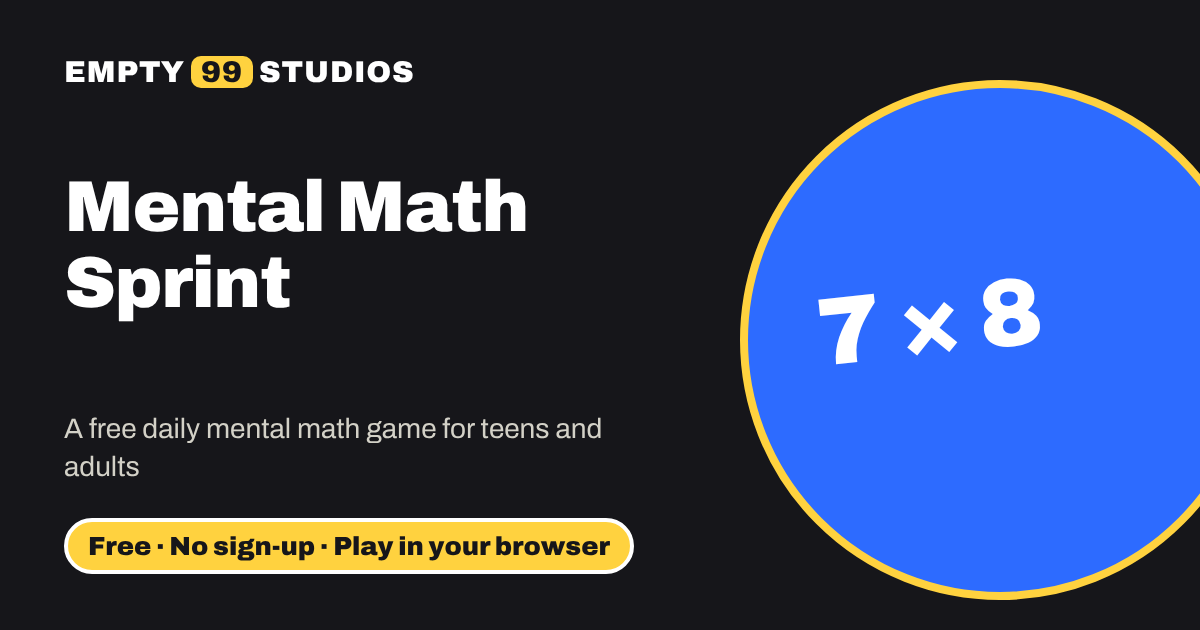 EMPTY 99 STUDIOS
Mental Math
Sprint
7 × 8
A free daily mental math game for teens and
adults
Free · No sign-up · Play in your browser